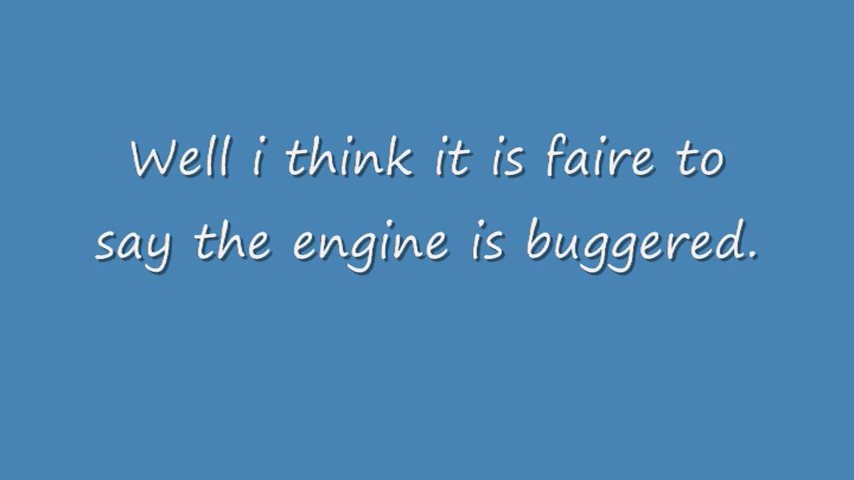 Well i think it is faire to
say the engine is buggered.